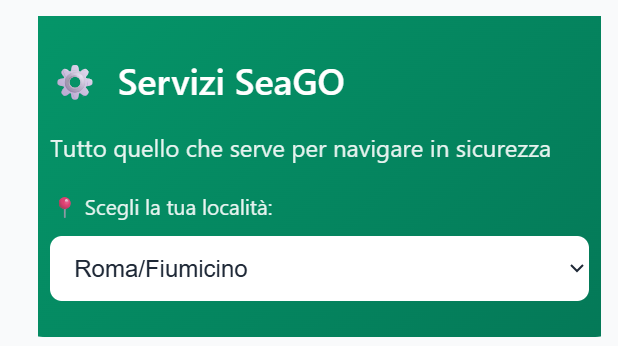 Servizi SeaGO
Tutto quello che serve per navigare in sicurezza
Scegli la tua località:
Roma/Fiumicino